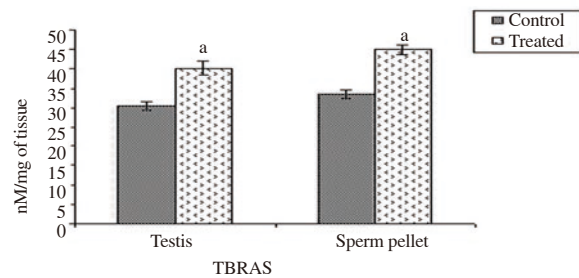 Control
Treated
a
a
45
50
40
35
30
25
20
15
10
5
0
nM/mg of tissue
Testis
Sperm pellet
TBRAS